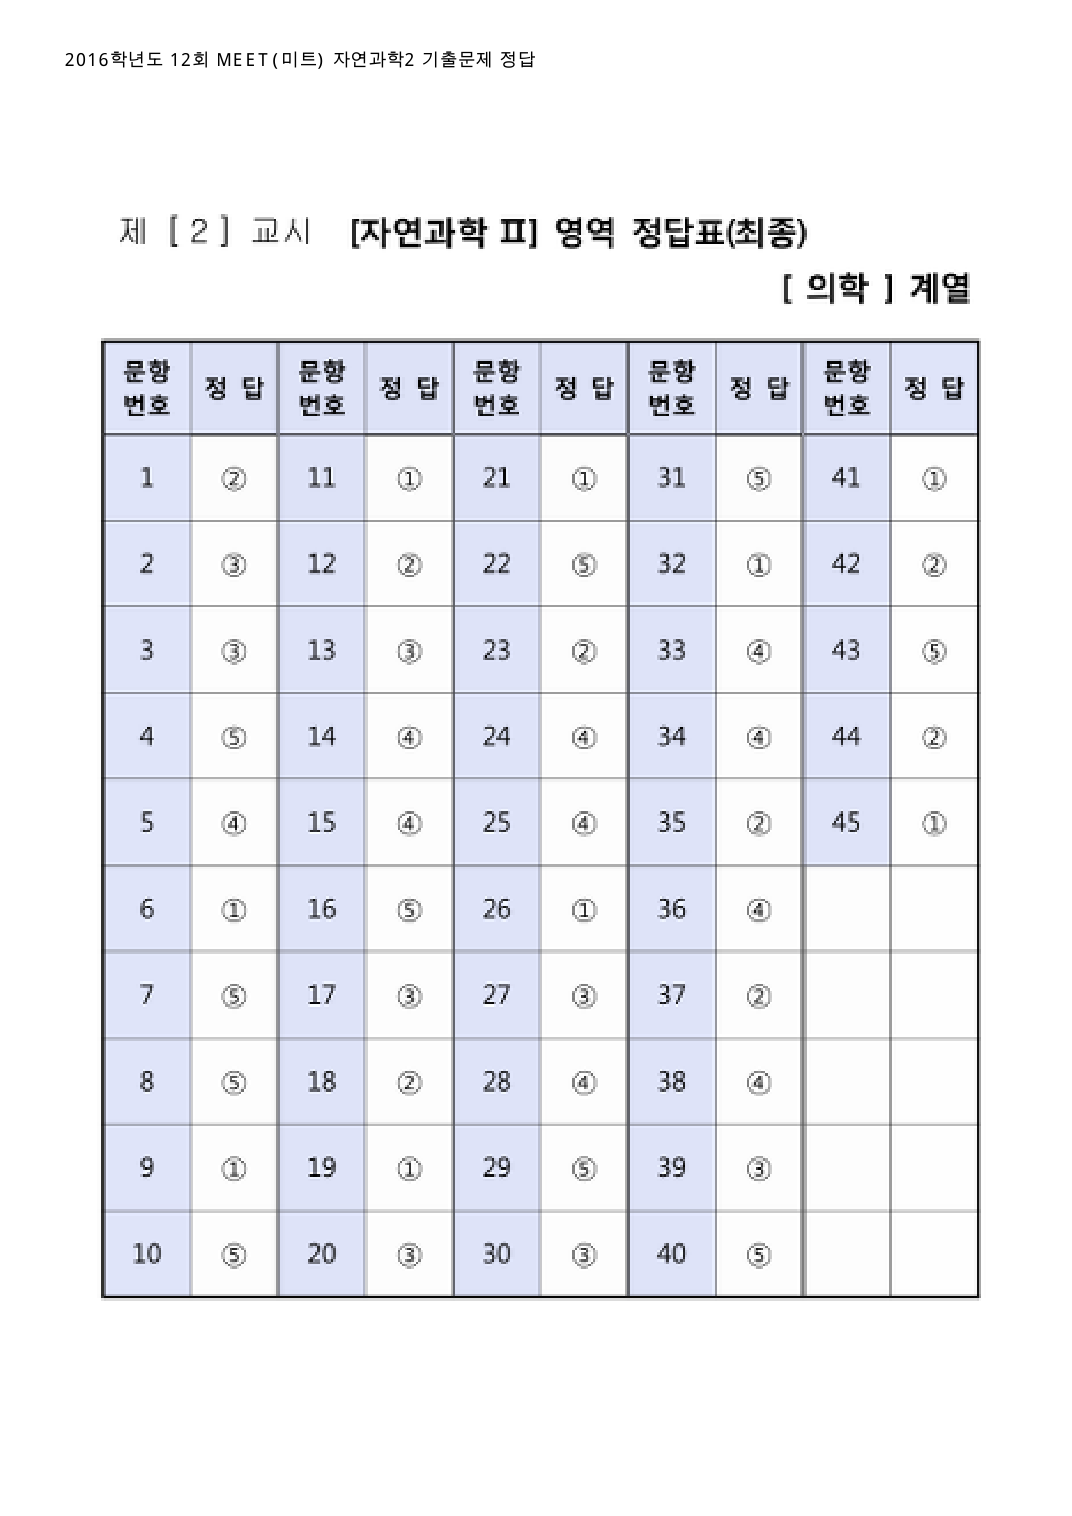 2016학년도 12회 MEET(미트) 자연과학2 기출문제 정답
제 [2] 교시 [자연과학 Ⅱ] 영역 정답표(최종)
[ 의학 ] 계열
문항 번호 정 답 문항 번호 정 답 문항 번호 정 답 문항 번호 정 답 문항 번호 정 답
1 ② 11 ① 21 ① 31 ⑤ 41 ①
2 ③ 12 ② 22 ⑤ 32 ① 42 ②
3 ③ 13 ③ 23 ② 33 ④ 43 ⑤
4 ⑤ 14 ④ 24 ④ 34 ④ 44 ②
5 ④ 15 ④ 25 ④ 35 ② 45 ①
6 ① 16 ⑤ 26 ① 36 ④
7 ⑤ 17 ③ 27 ③ 37 ②
8 ⑤ 18 ② 28 ④ 38 ④
9 ① 19 ① 29 ⑤ 39 ③
10 ⑤ 20 ③ 30 ③ 40 ⑤